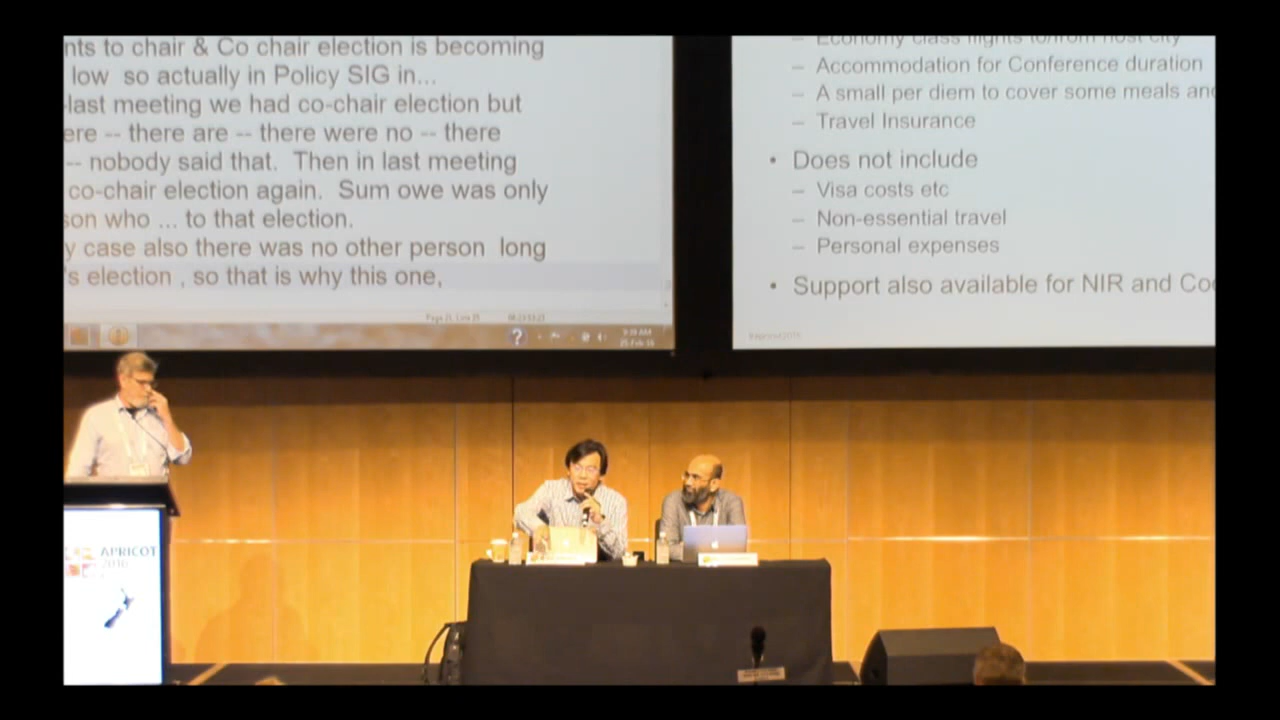 nts to chair & Co chair election is becoming
low so actually in Policy SIG in...
-last meeting we had co-chair election but
ere -- there are -- there were no -- there
-- nobody said that. Then in last meeting
co-chair election again. Sum owe was only
son who ... to that election.
y case also there was no other person long
's election , so that is why this one,
– Economy class flights to/from host city
– Accommodation for Conference duration
– A small per diem to cover some meals and
– Travel Insurance
• Does not include
– Visa costs etc
– Non-essential travel
– Personal expenses
• Support also available for NIR and Co
APRICOT
2016